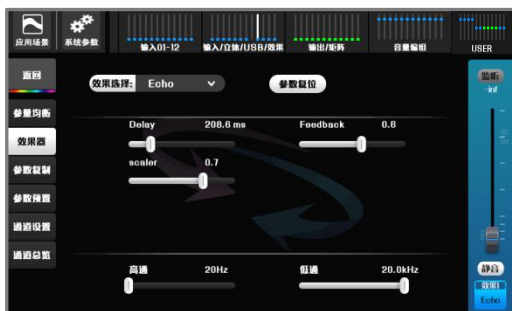 应用场景
系统参数
输入01-12
输入/立体/USB/效果
输出/矩阵
音量编组
USER
返回
效果选择: Echo
参数复位
监听
-inf
参量均衡
Delay 208.6 ms
Feedback 0.6
效果器
scaler 0.7
参数复制
参数预置
通道设置
通道总览
高通 20Hz
低通 20.0kHz
静音
效果1
Echo